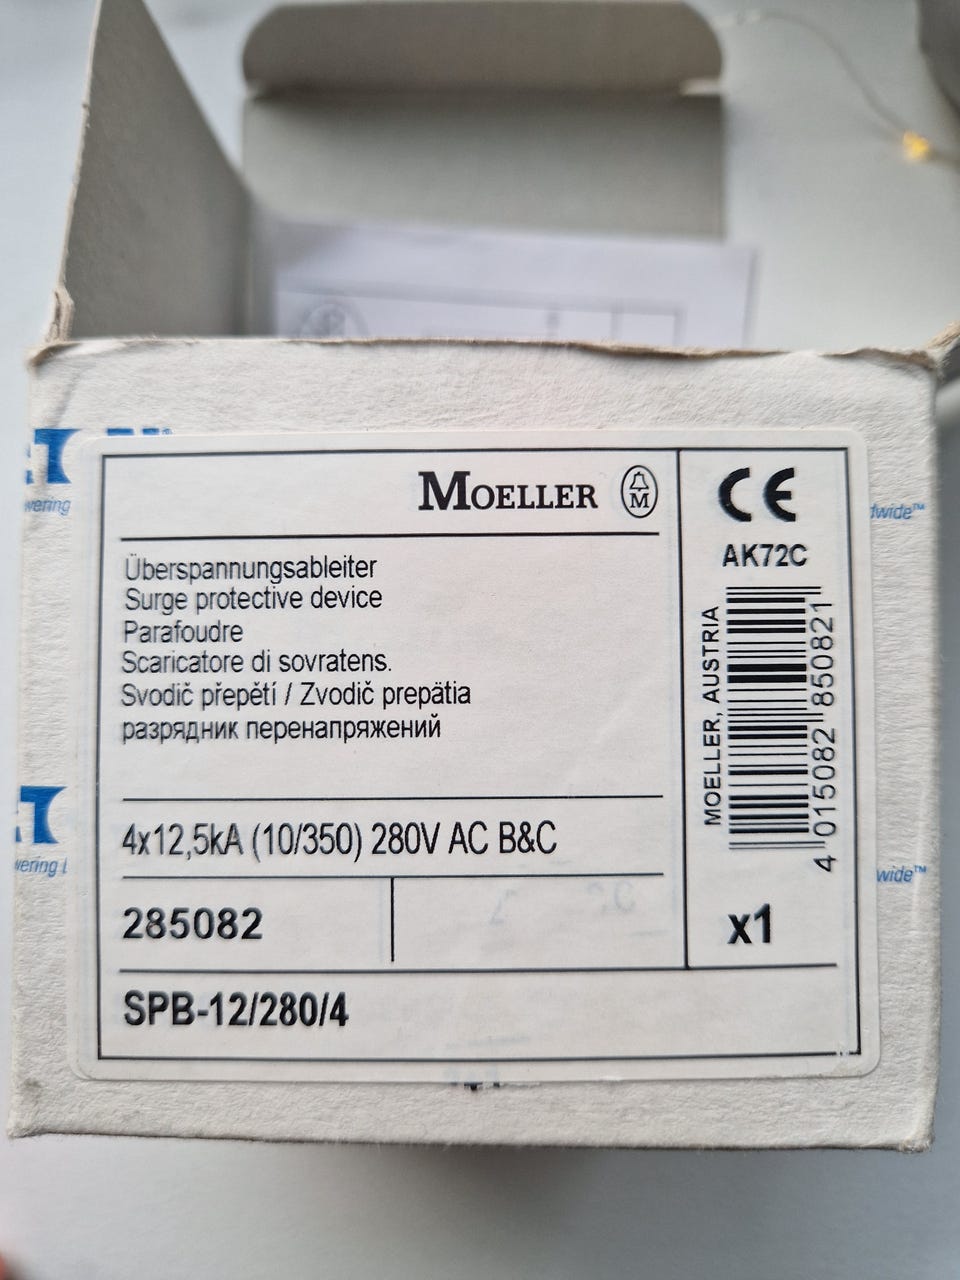 MOELLER M
CE
AK72C
Überspannungsableiter
Surge protective device
Parafoudre
Scaricatore di sovratens.
Svodič přepětí / Zvodič prepätia
разрядник перенапряжений
4x12,5kA (10/350) 280V AC B&C
285082
SPB-12/280/4
MOELLER, AUSTRIA
4 015082 850821
x1